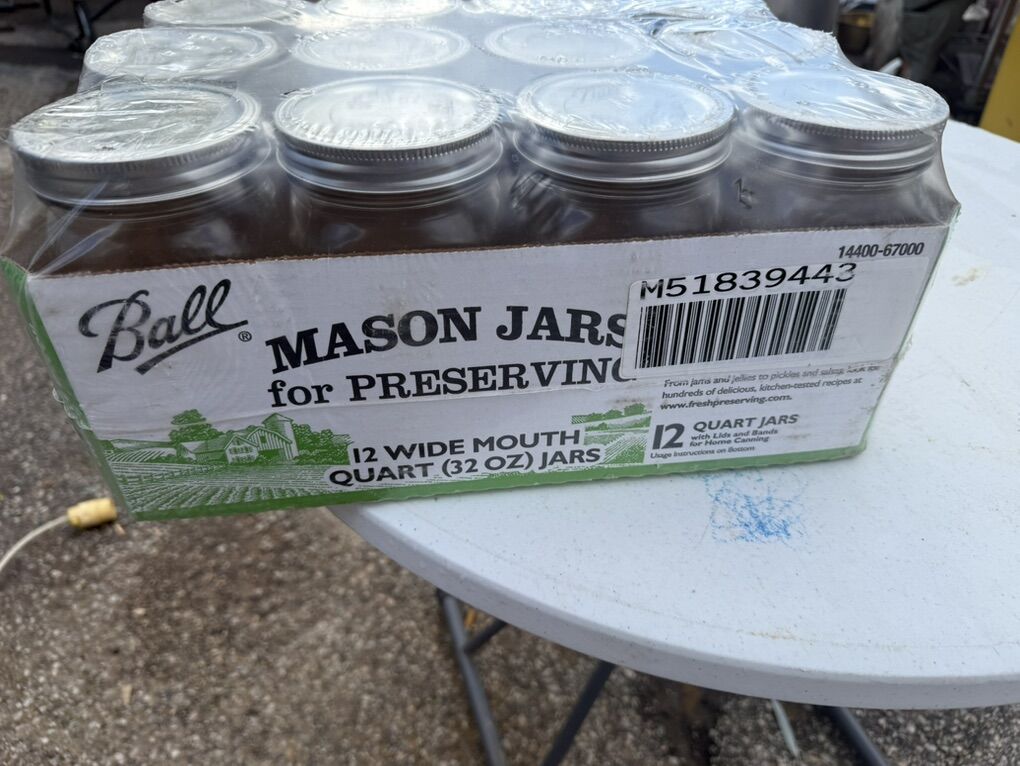 14400-67000
Ball®
M51839443
MASON JARS
for PRESERVING
From jams and jellies to pickles and salsa, look for
hundreds of delicious, kitchen-tested recipes at
www.freshpreserving.com.
12 WIDE MOUTH
QUART (32 OZ) JARS
12 QUART JARS
with Lids and Bands
for Home Canning
Usage Instructions on Bottom